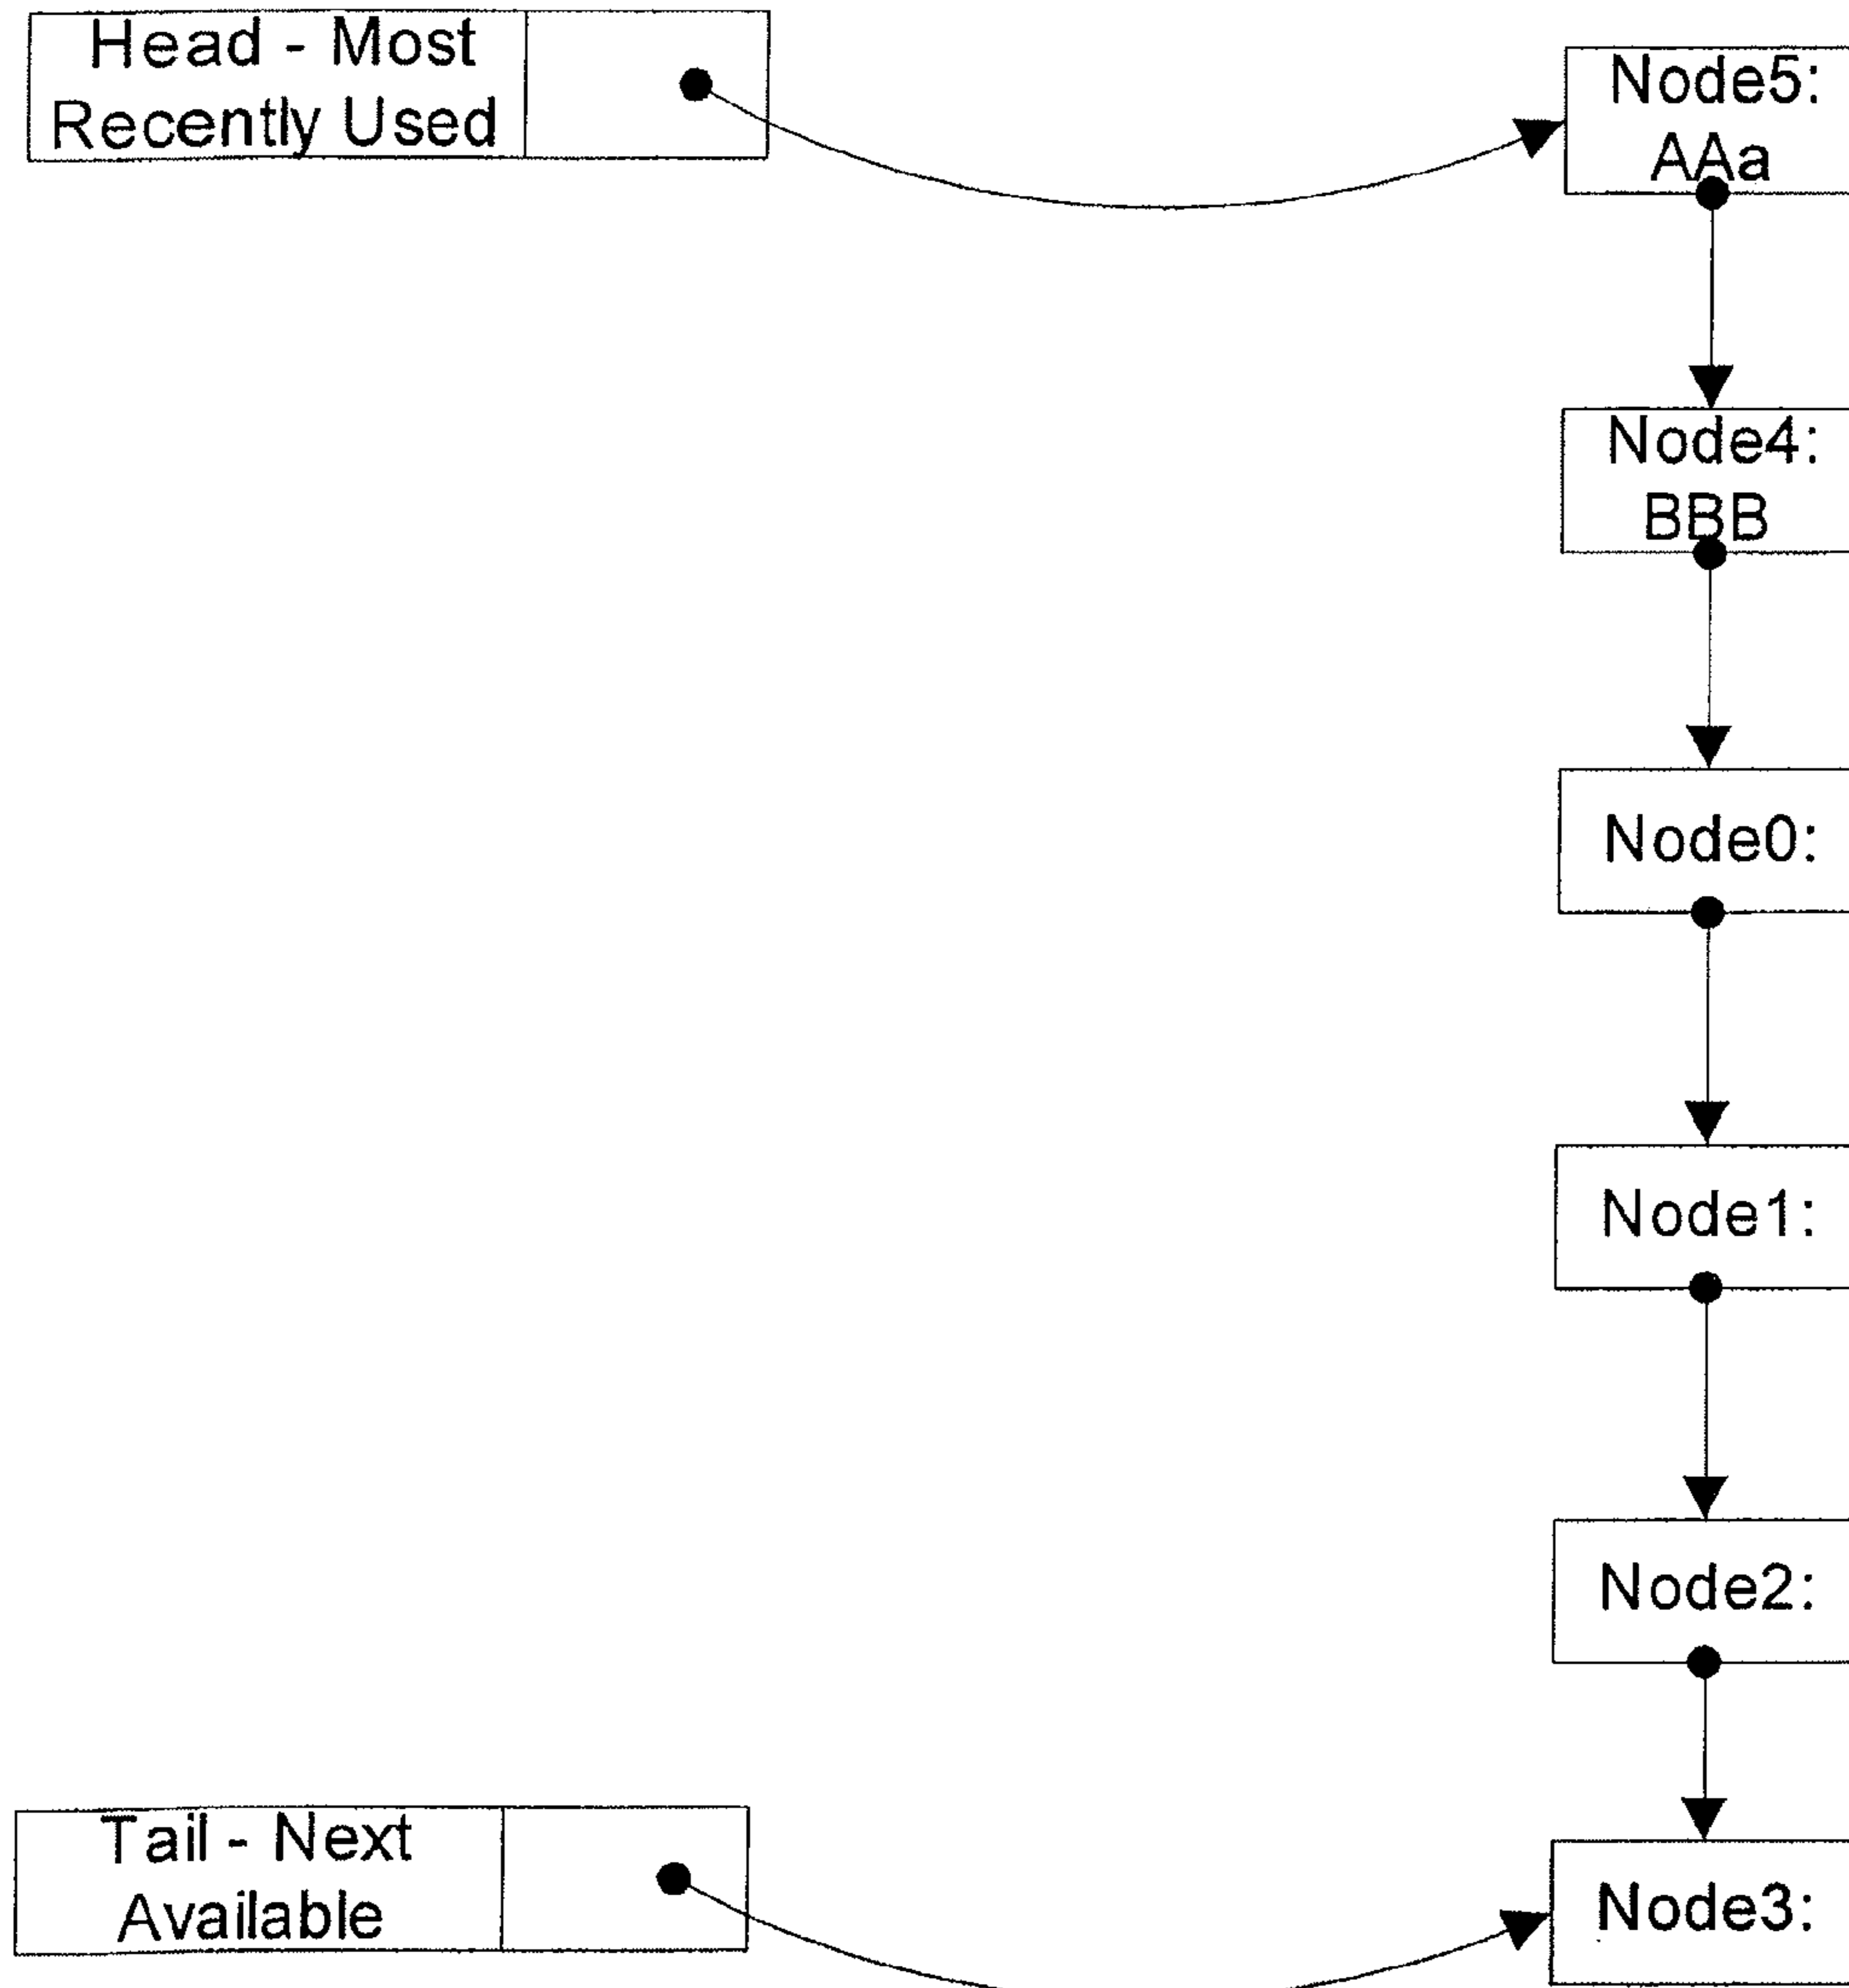 Head - Most
Recently Used
Node5:
AAa
Node4:
BBB
Node0:
Node1:
Node2:
Tail - Next
Available
Node3: